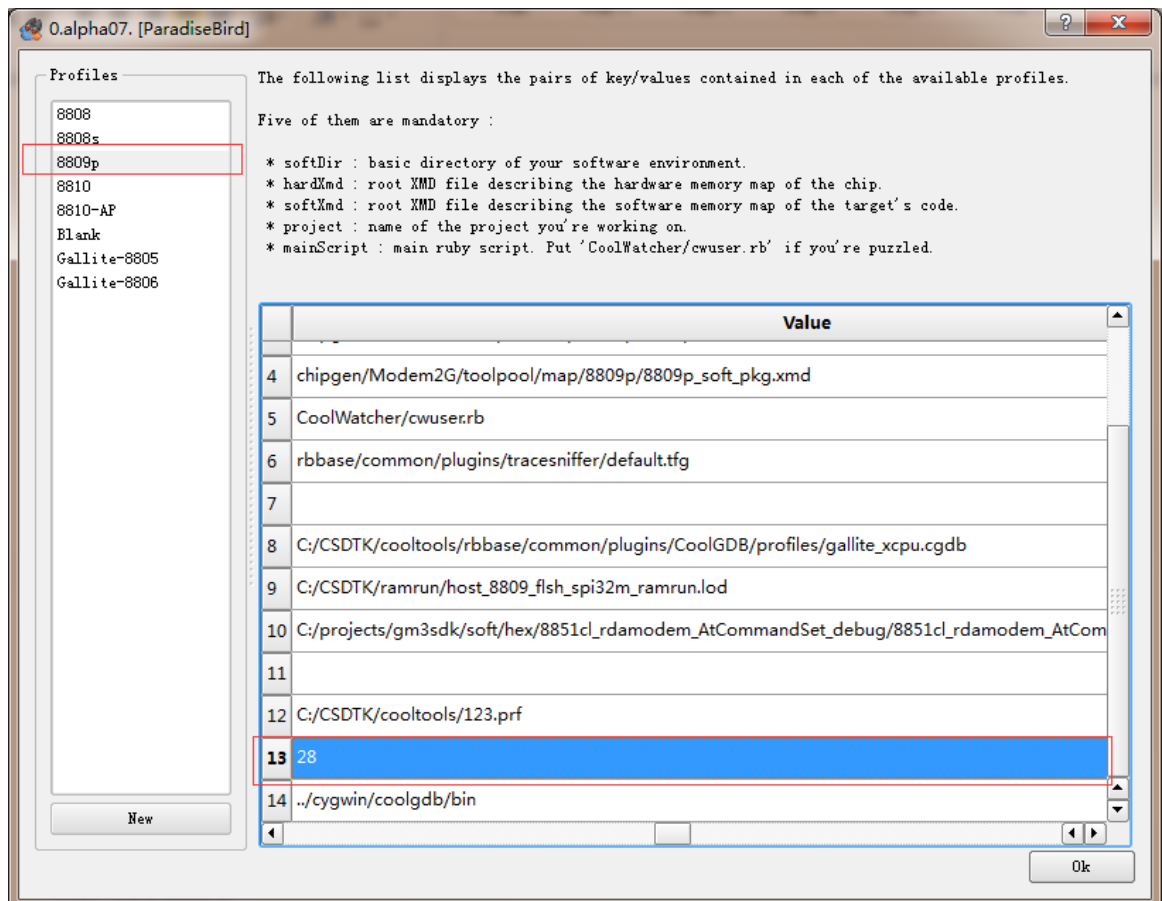 0.alpha07. [ParadiseBird]
Profiles
8808
8808s
8809p
8810
8810-AP
Blank
Gallite-8805
Gallite-8806
New
The following list displays the pairs of key/values contained in each of the available profiles.
Five of them are mandatory :
* softDir : basic directory of your software environment.
* hardXmd : root XMD file describing the hardware memory map of the chip.
* softXmd : root XMD file describing the software memory map of the target's code.
* project : name of the project you're working on.
* mainScript : main ruby script. Put 'CoolWatcher/cwuser.rb' if you're puzzled.
Value
4 chipgen/Modem2G/toolpool/map/8809p/8809p_soft_pkg.xmd
5 CoolWatcher/cwuser.rb
6 rbbase/common/plugins/tracesniffer/default.tfg
7
8 C:/CSDTK/cooltools/rbbase/common/plugins/CoolGDB/profiles/gallite_xcpu.cgdb
9 C:/CSDTK/ramrun/host_8809_flsh_spi32m_ramrun.lod
10 C:/projects/gm3sdk/soft/hex/8851cl_rdamodem_AtCommandSet_debug/8851cl_rdamodem_AtCom
11
12 C:/CSDTK/cooltools/123.prf
13 28
14 ../cygwin/coolgdb/bin
Ok